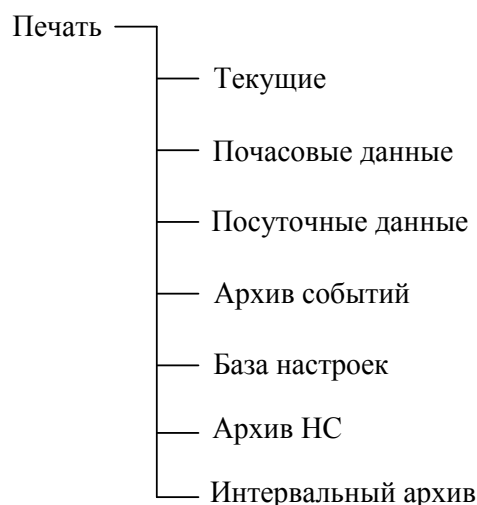 Печать
Текущие
Почасовые данные
Посуточные данные
Архив событий
База настроек
Архив НС
Интервальный архив